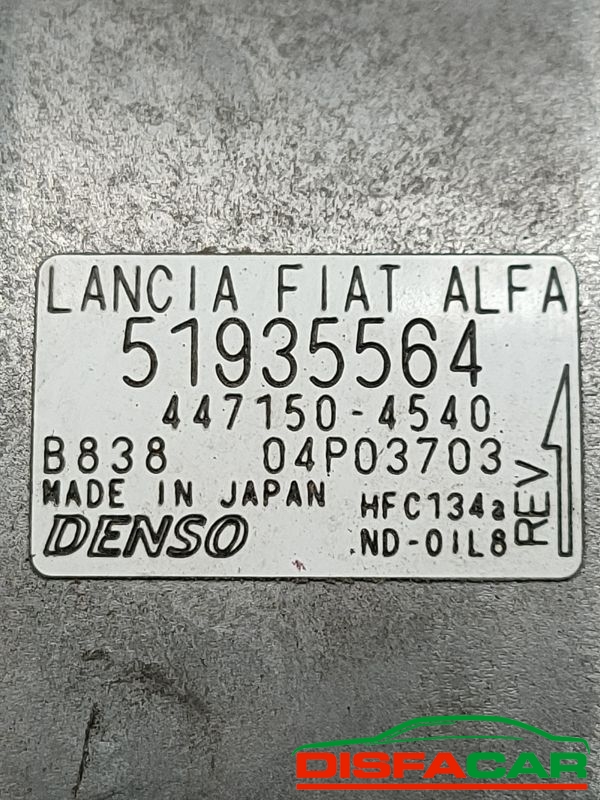 LANCIA FIAT ALFA
51935564
447150-4540
B838 04P03703
MADE IN JAPAN HFC134a
DENSO ND-OIL8
REV
DISFACAR